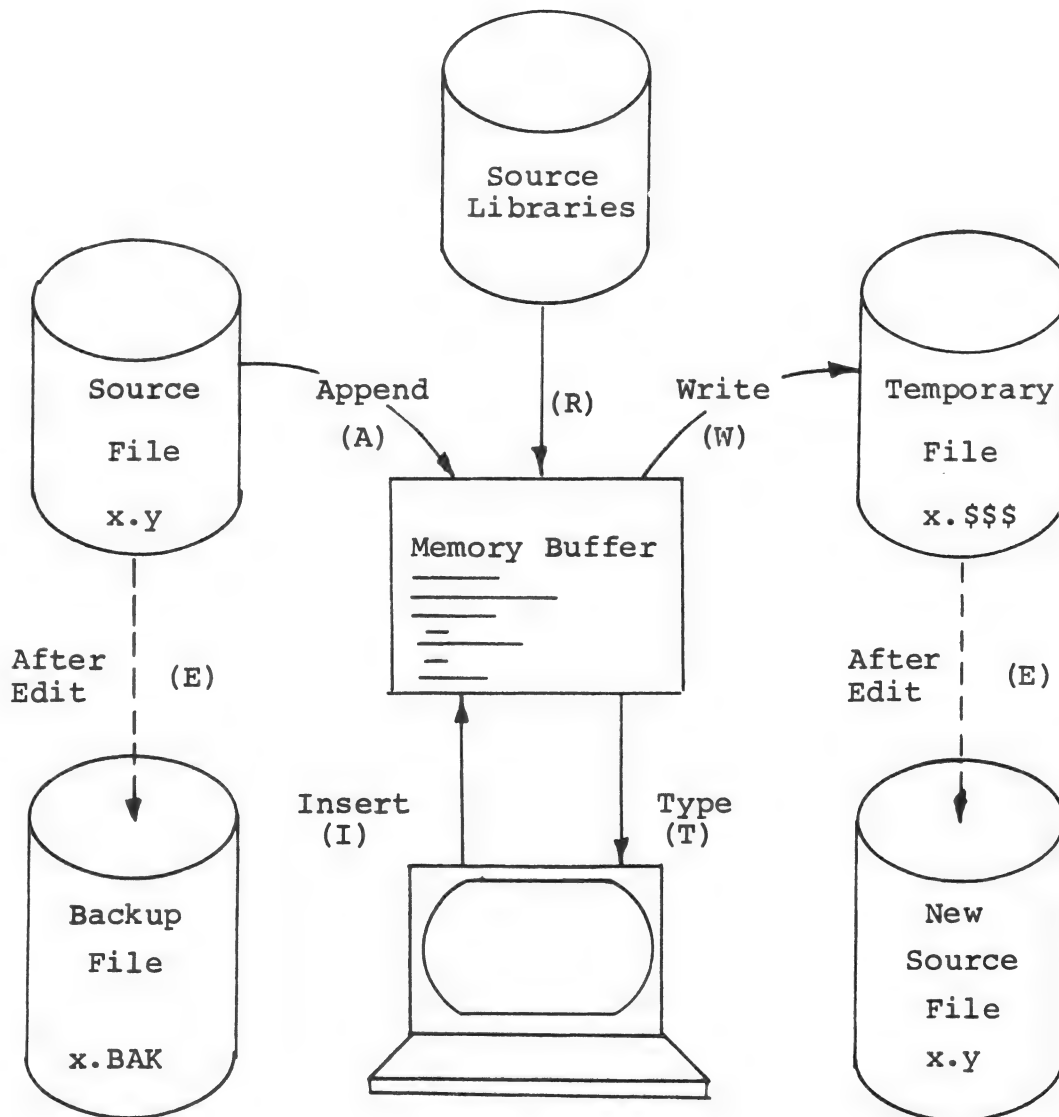 Source
Libraries
Source
File
x.y
Append
(A)
(R)
Write
(W)
Temporary
File
x.$$$
Memory Buffer
After
Edit
(E)
After
Edit
(E)
Insert
(I)
Type
(T)
Backup
File
x.BAK
New
Source
File
x.y